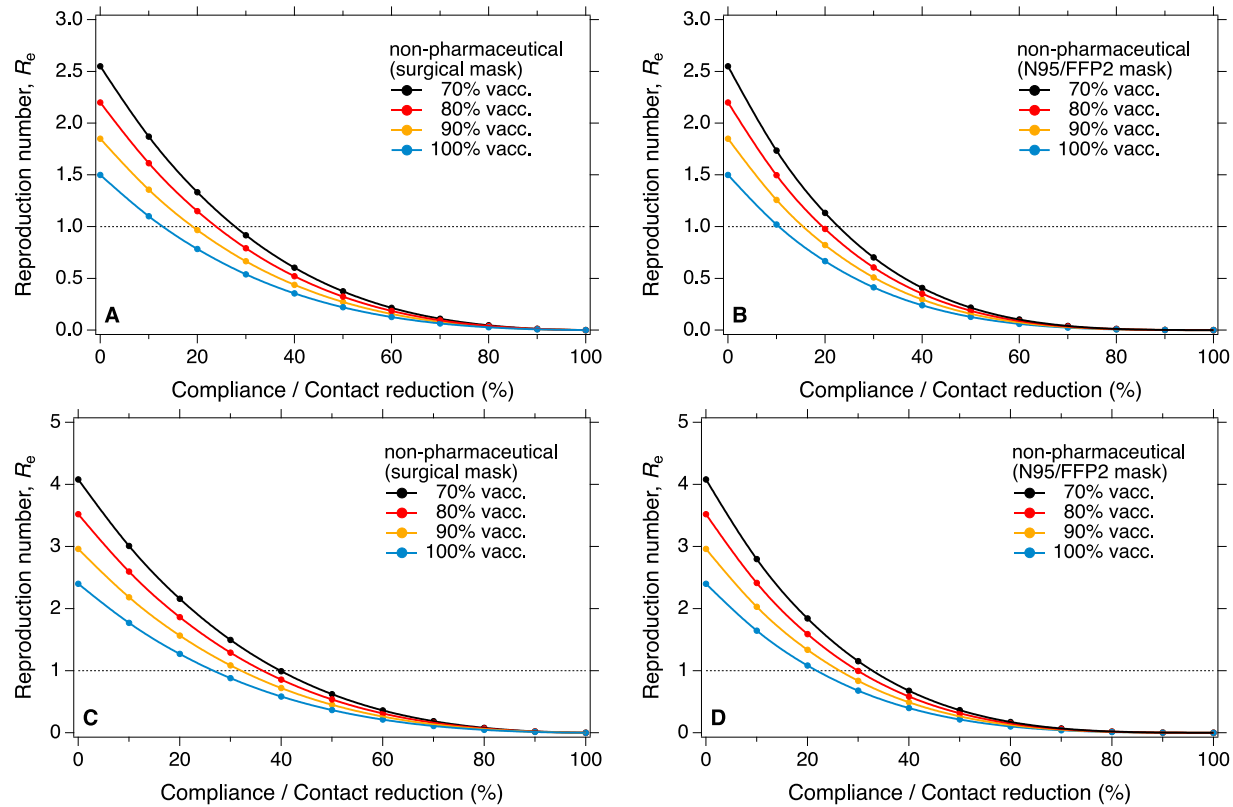 3.0
2.5
2.0
1.5
1.0
0.5
0.0
Reproduction number, Re
non-pharmaceutical
(surgical mask)
70% vacc.
80% vacc.
90% vacc.
100% vacc.
A
0 20 40 60 80 100
Compliance / Contact reduction (%)
3.0
2.5
2.0
1.5
1.0
0.5
0.0
Reproduction number, Re
non-pharmaceutical
(N95/FFP2 mask)
70% vacc.
80% vacc.
90% vacc.
100% vacc.
B
0 20 40 60 80 100
Compliance / Contact reduction (%)
5
4
3
2
1
0
Reproduction number, Re
non-pharmaceutical
(surgical mask)
70% vacc.
80% vacc.
90% vacc.
100% vacc.
C
0 20 40 60 80 100
Compliance / Contact reduction (%)
5
4
3
2
1
0
Reproduction number, Re
non-pharmaceutical
(N95/FFP2 mask)
70% vacc.
80% vacc.
90% vacc.
100% vacc.
D
0 20 40 60 80 100
Compliance / Contact reduction (%)